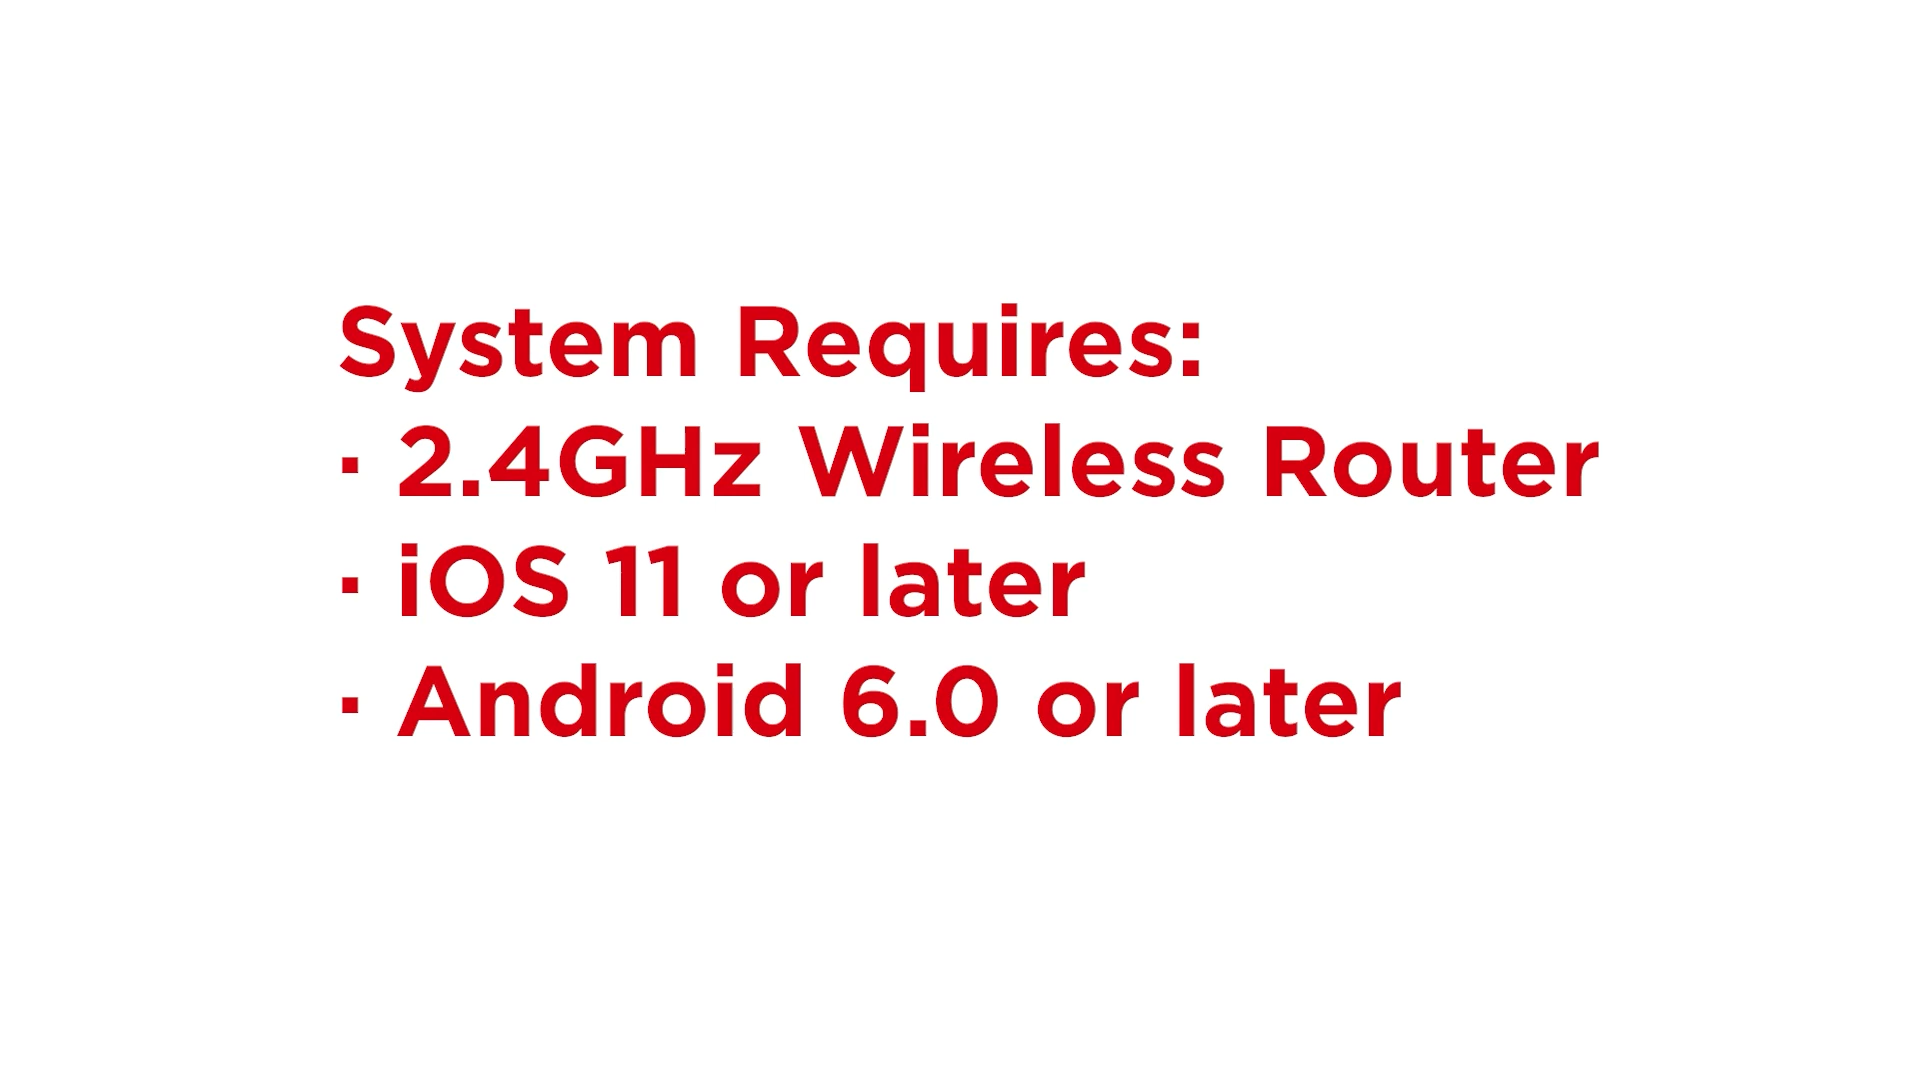 System Requires:
· 2.4GHz Wireless Router
· iOS 11 or later
· Android 6.0 or later